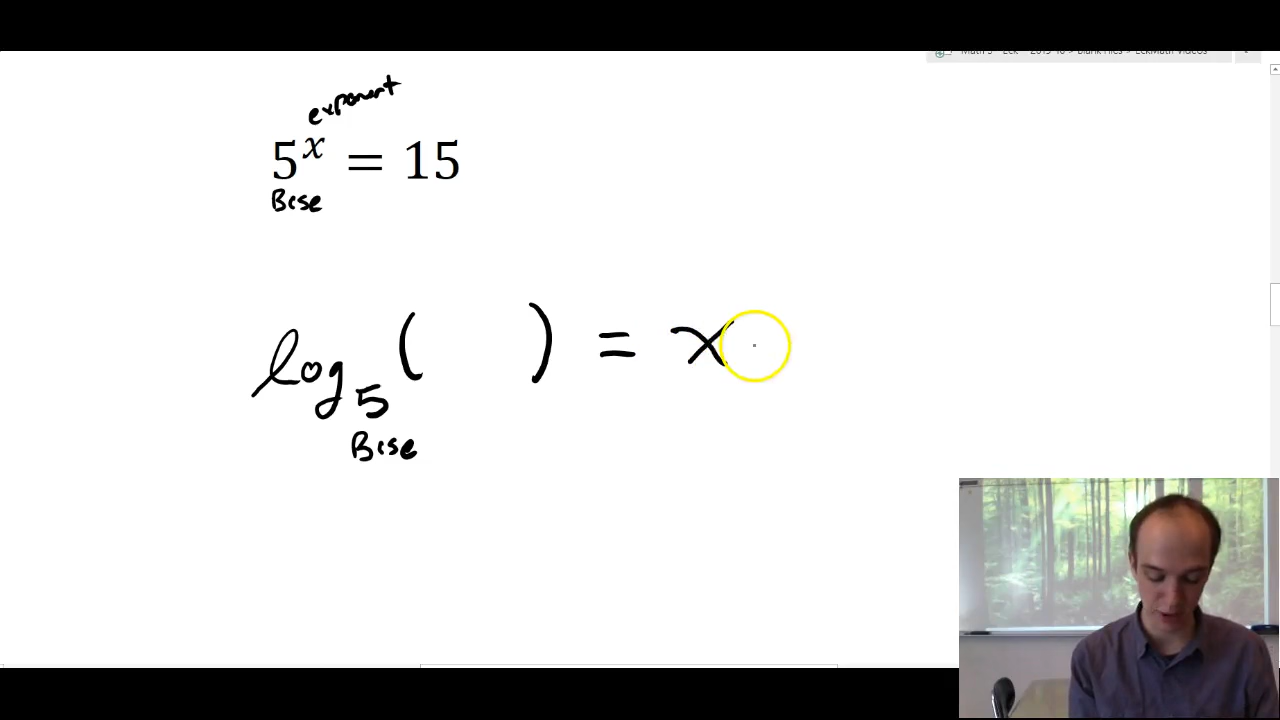 exponent
5^x = 15
Base
log_5 (    ) = x
Base